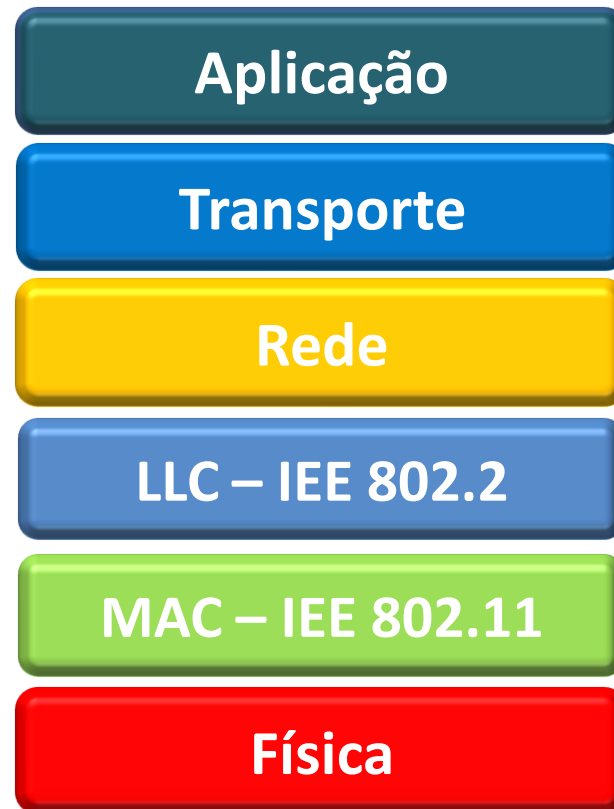 Aplicação
Transporte
Rede
LLC – IEE 802.2
MAC – IEE 802.11
Física